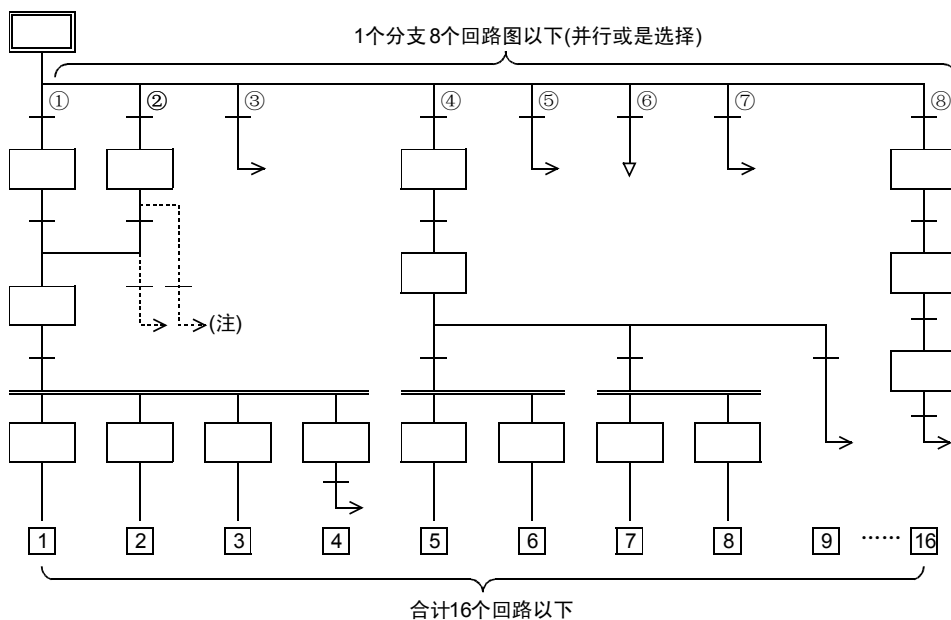 1个分支8个回路图以下(并行或是选择)
① ② ③ ④ ⑤ ⑥ ⑦ ⑧
(注)
1 2 3 4 5 6 7 8 9 …… 16
合计16个回路以下